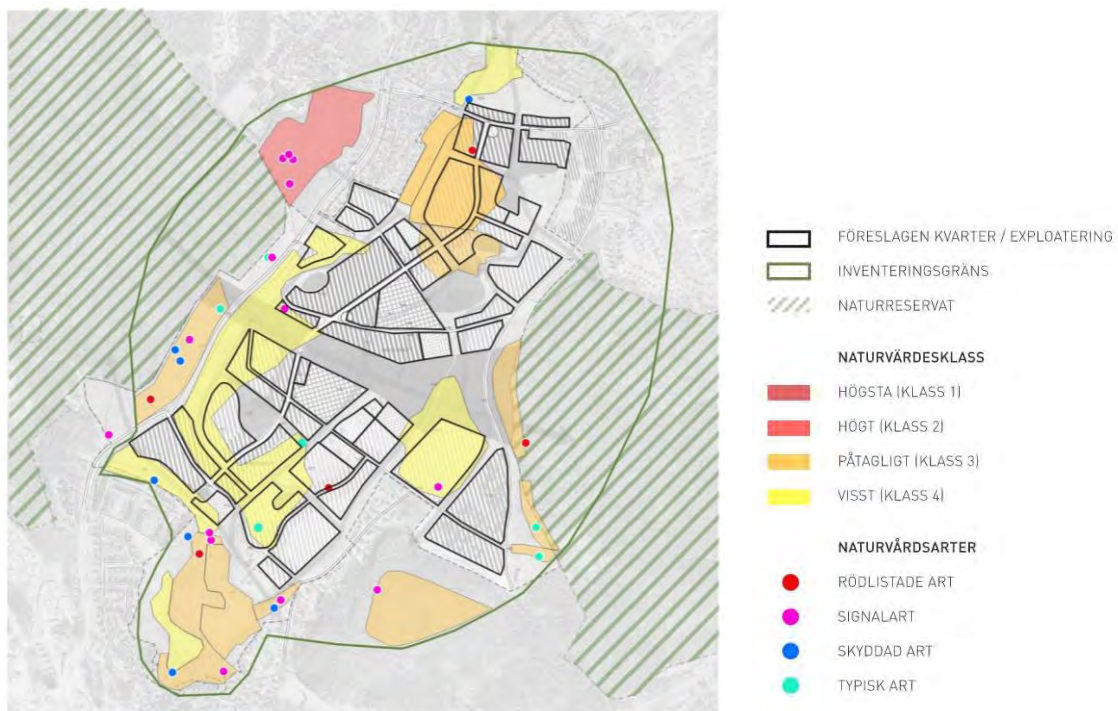 FÖRESLAGEN KVARTER / EXPLOATERING
INVENTERINGSGRÄNS
NATURRESERVAT
NATURVÄRDESKLASS
HÖGSTA (KLASS 1)
HÖGT (KLASS 2)
PÅTAGLIGT (KLASS 3)
VISST (KLASS 4)
NATURVÅRDSARTER
RÖDLISTADE ART
SIGNALART
SKYDDAD ART
TYPISK ART